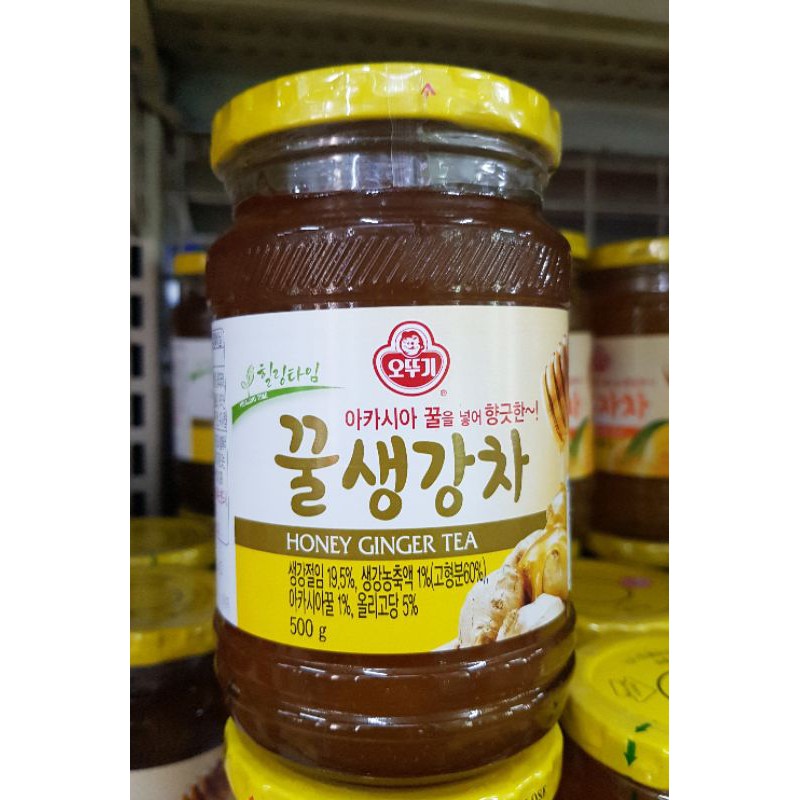 오뚜기
힐링타임
아카시아 꿀을 넣어 향긋한~!
꿀생강차
HONEY GINGER TEA
생강절임 19.5%, 생강농축액 1%(고형분60%),
아카시아꿀 1%, 올리고당 5%
500 g